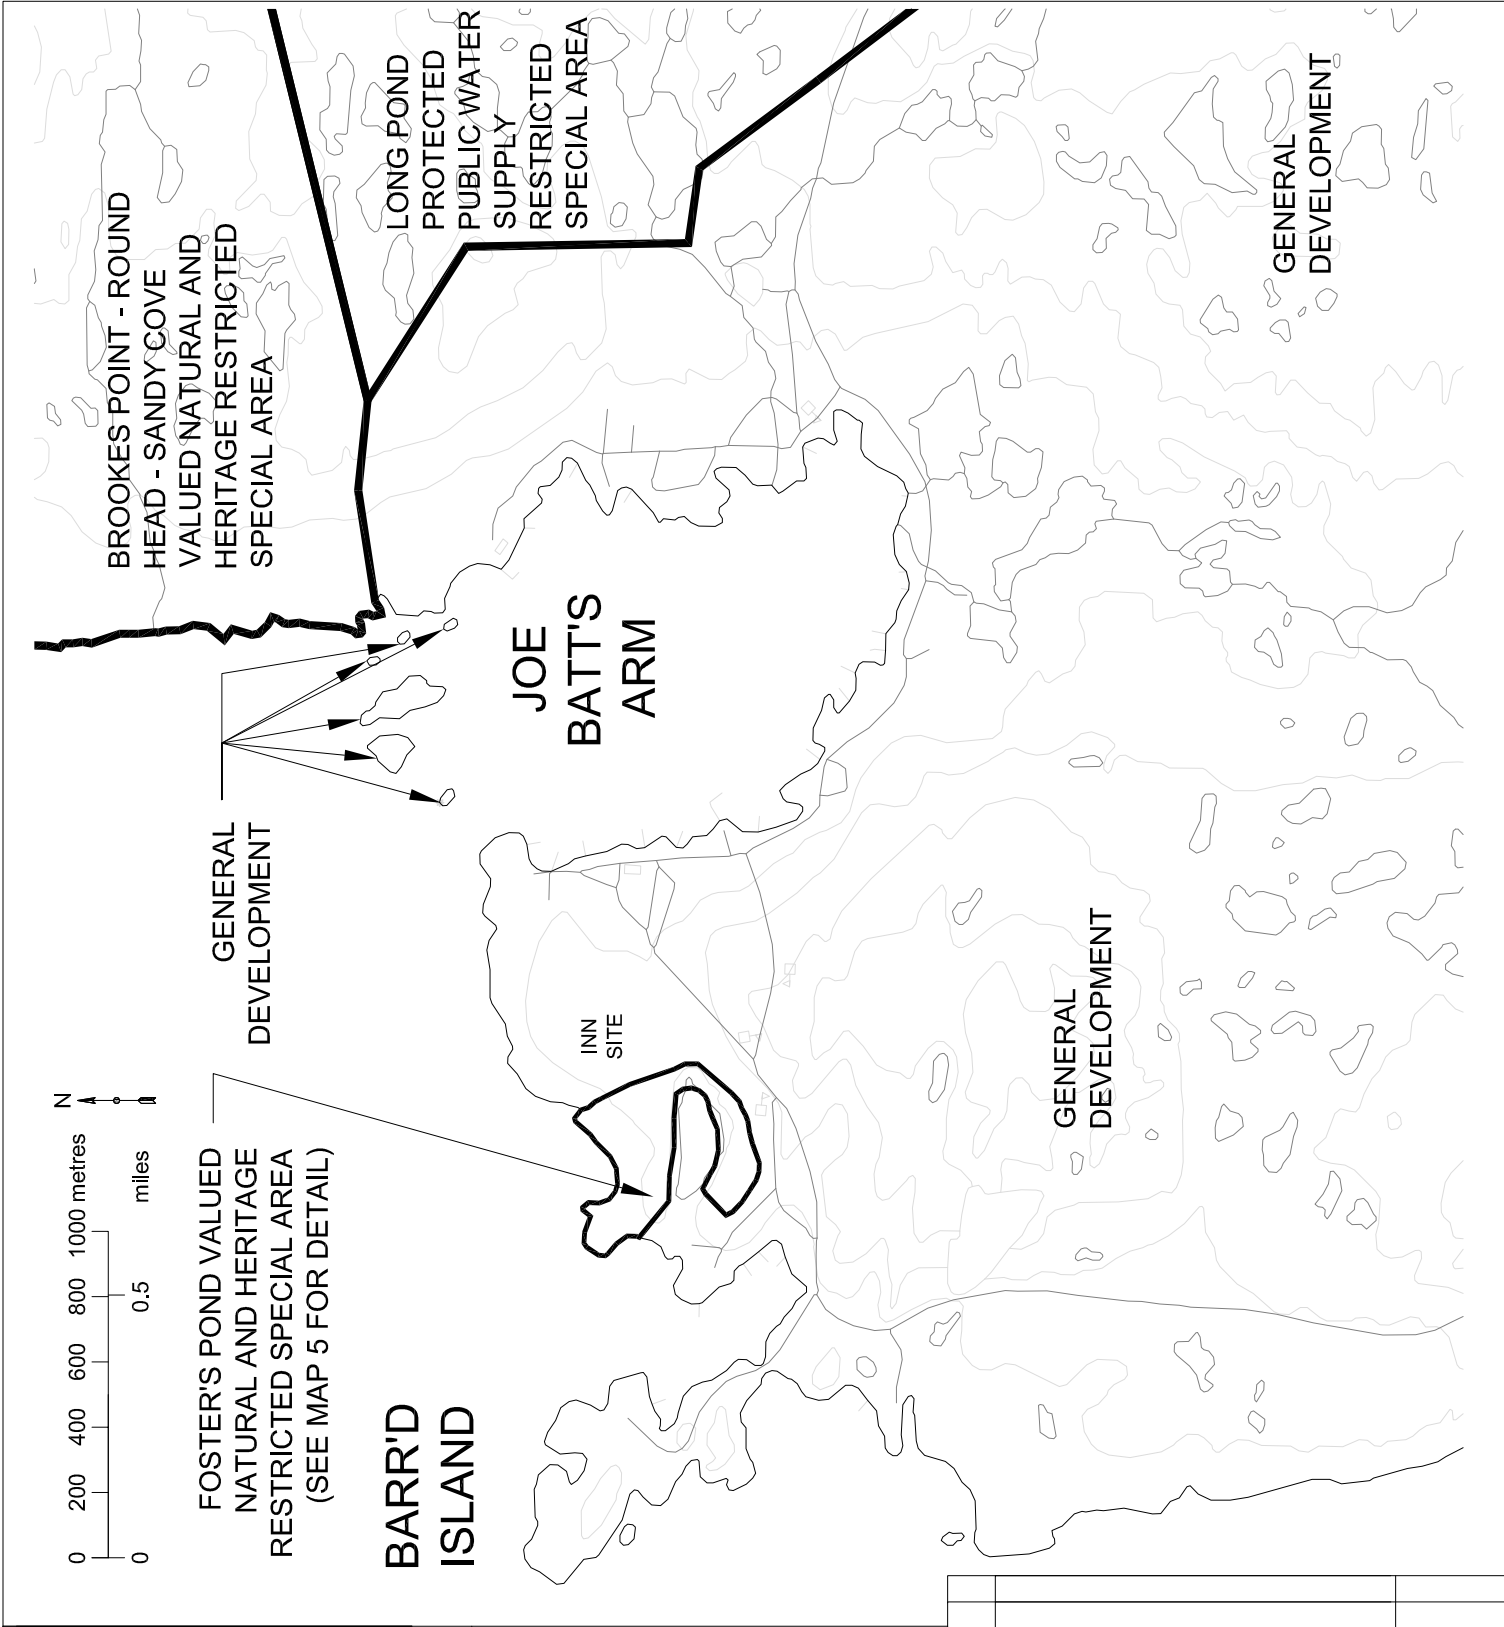 BROOKES POINT - ROUND
HEAD - SANDY COVE
VALUED NATURAL AND
HERITAGE RESTRICTED
SPECIAL AREA
LONG POND
PROTECTED
PUBLIC WATER
SUPPLY
RESTRICTED
SPECIAL AREA
GENERAL
DEVELOPMENT
JOE
BATT'S
ARM
GENERAL
DEVELOPMENT
INN
SITE
GENERAL
DEVELOPMENT
N
0 200 400 600 800 1000 metres
0 0.5 miles
FOSTER'S POND VALUED
NATURAL AND HERITAGE
RESTRICTED SPECIAL AREA
(SEE MAP 5 FOR DETAIL)
BARR'D
ISLAND